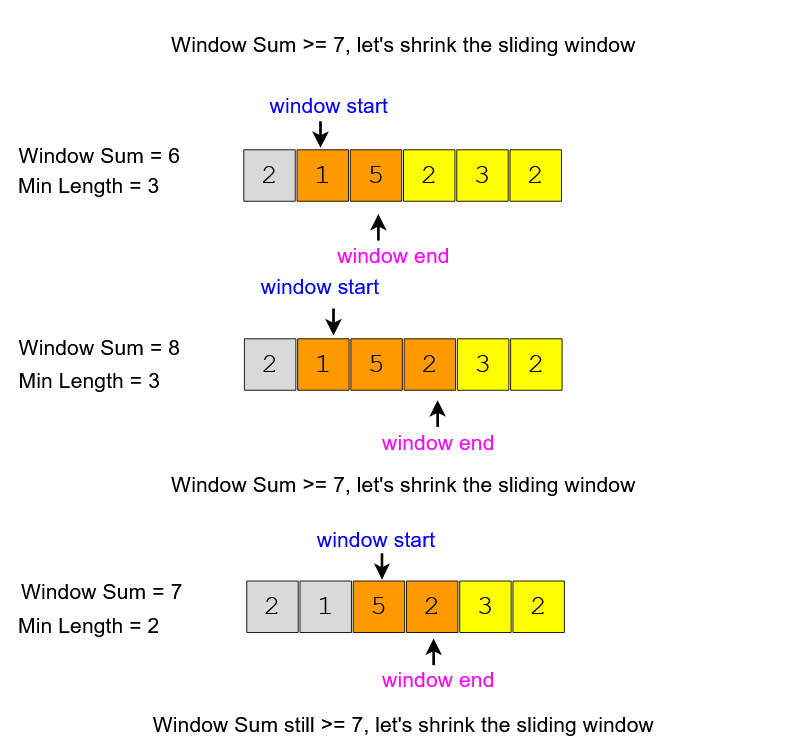 Window Sum >= 7, let's shrink the sliding window
window start
Window Sum = 6
Min Length = 3
2 1 5 2 3 2
window end
window start
Window Sum = 8
Min Length = 3
2 1 5 2 3 2
window end
Window Sum >= 7, let's shrink the sliding window
window start
Window Sum = 7
Min Length = 2
2 1 5 2 3 2
window end
Window Sum still >= 7, let's shrink the sliding window